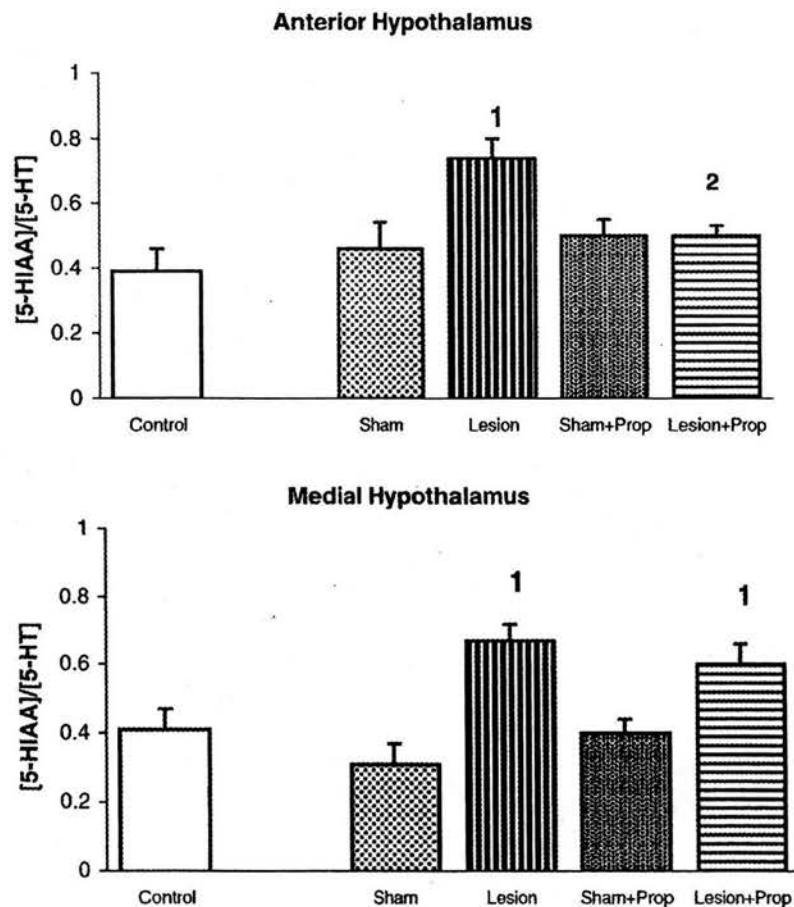 Anterior Hypothalamus
1
0.8
0.6
0.4
0.2
0
[5-HIAA]/[5-HT]
1
2
Control
Sham
Lesion
Sham+Prop
Lesion+Prop
Medial Hypothalamus
1
0.8
0.6
0.4
0.2
0
[5-HIAA]/[5-HT]
1
1
Control
Sham
Lesion
Sham+Prop
Lesion+Prop